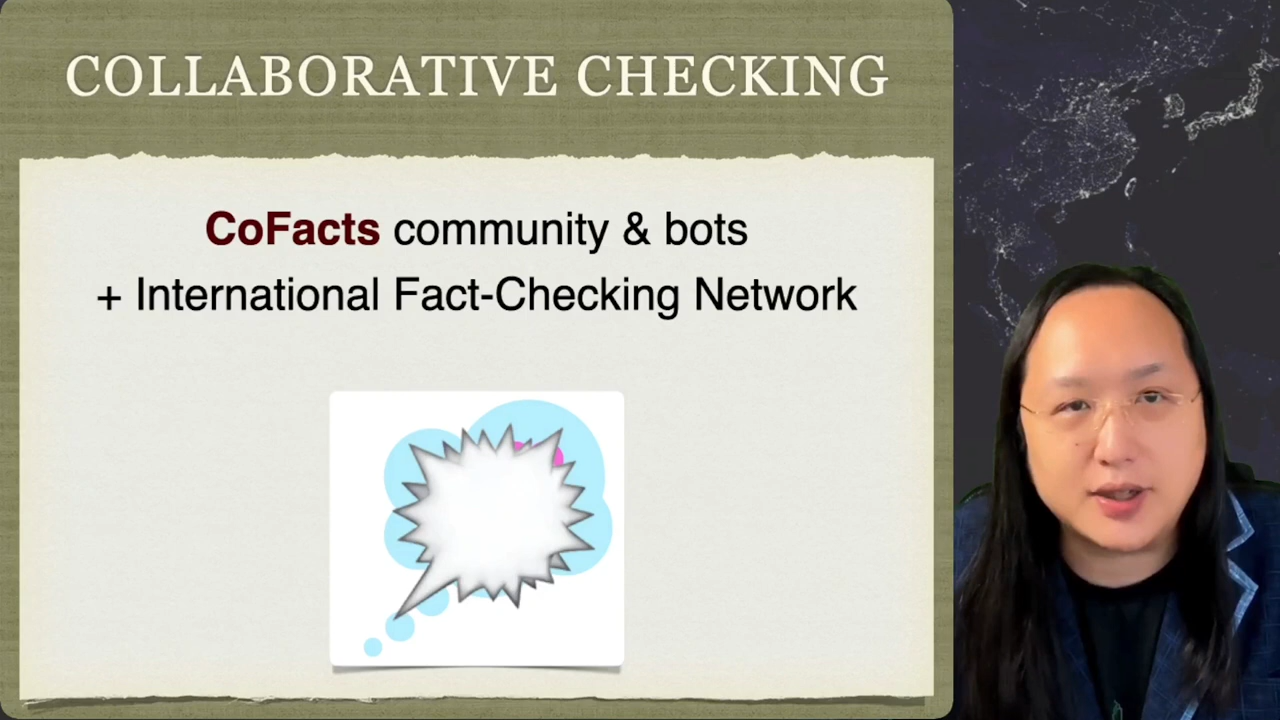 COLLABORATIVE CHECKING
CoFacts community & bots
+ International Fact-Checking Network